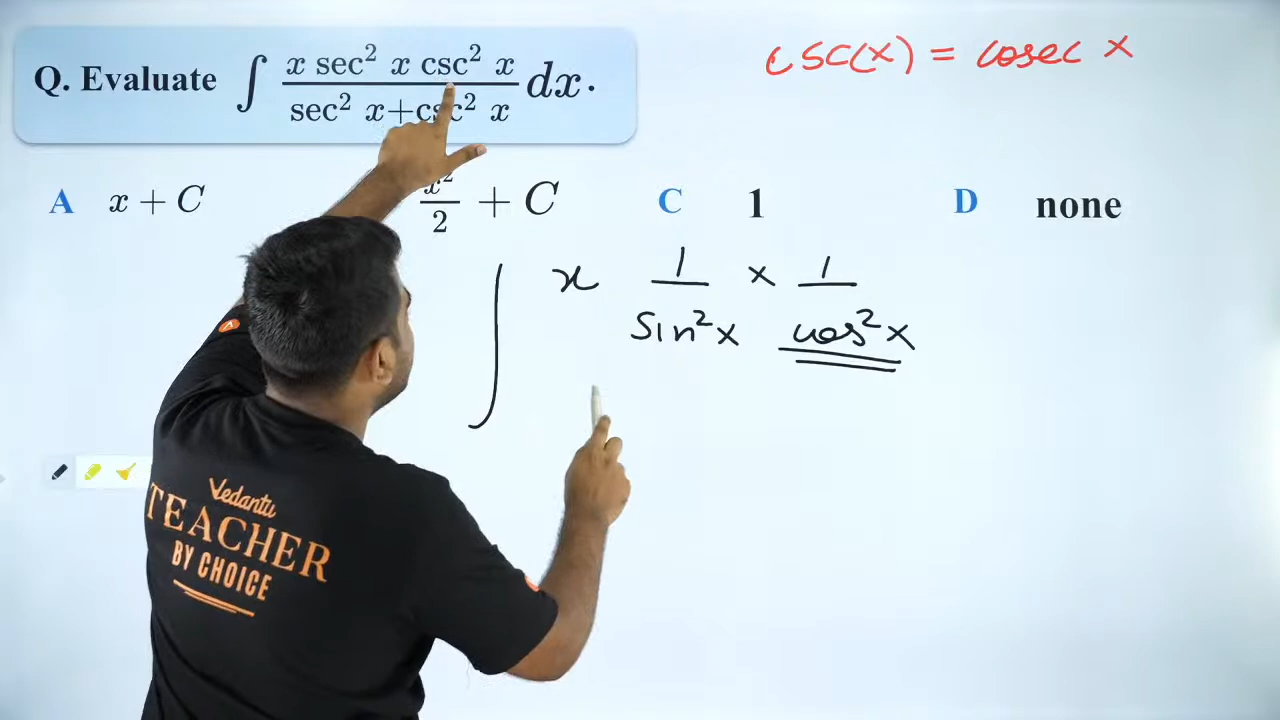 Q. Evaluate ∫ (x sec² x csc² x)/(sec² x+csc² x) dx.
csc(x) = cosec x
A x + C
x²/2 + C
C 1
D none
∫ x 1/sin²x × 1/cos²x
Vedantu
TEACHER
BY CHOICE